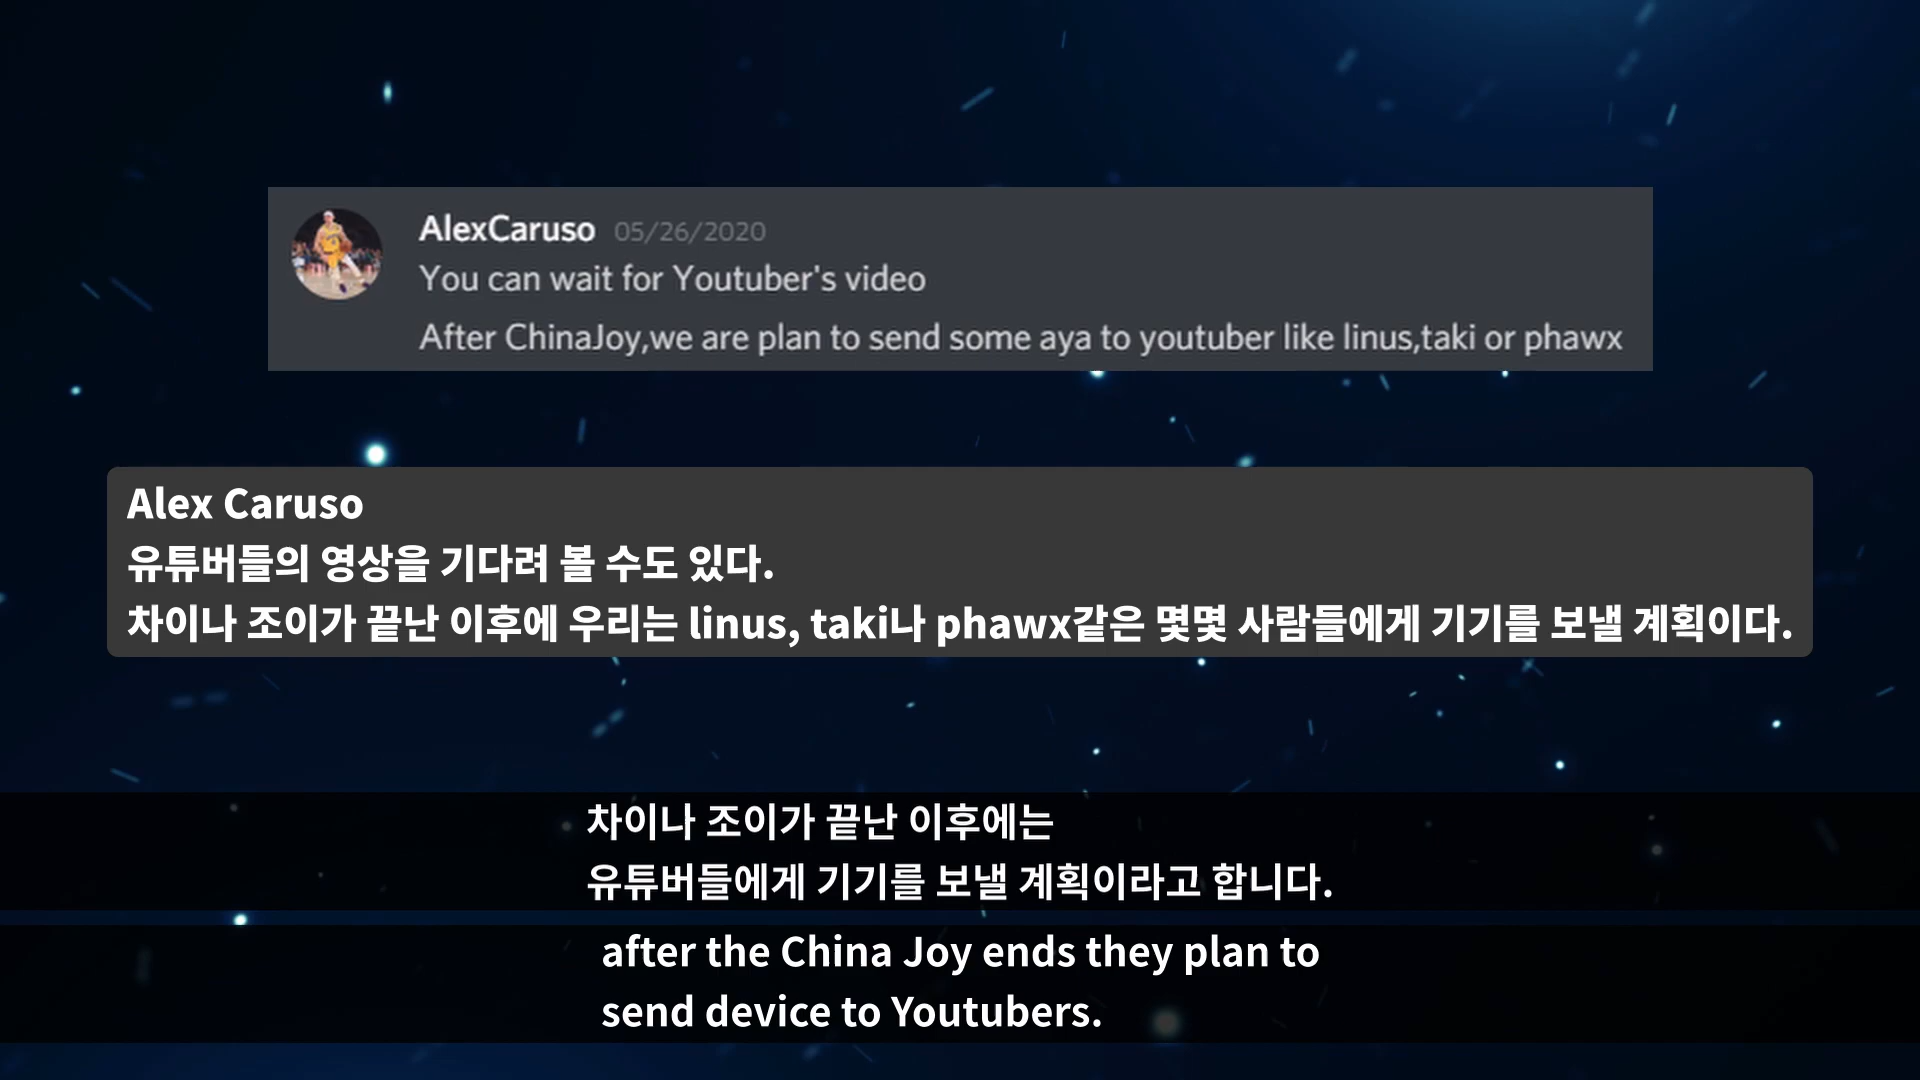 AlexCaruso 05/26/2020
You can wait for Youtuber's video
After ChinaJoy,we are plan to send some aya to youtuber like linus,taki or phawx
Alex Caruso
유튜버들의 영상을 기다려 볼 수도 있다.
차이나 조이가 끝난 이후에 우리는 linus, taki나 phawx같은 몇몇 사람들에게 기기를 보낼 계획이다.
차이나 조이가 끝난 이후에는
유튜버들에게 기기를 보낼 계획이라고 합니다.
after the China Joy ends they plan to
send device to Youtubers.